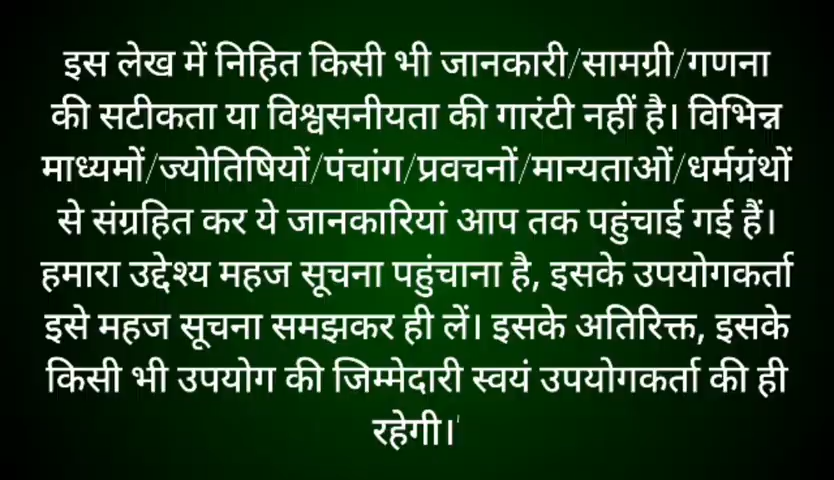 इस लेख में निहित किसी भी जानकारी/सामग्री/गणना
की सटीकता या विश्वसनीयता की गारंटी नहीं है। विभिन्न
माध्यमों/ज्योतिषियों/पंचांग/प्रवचनों/मान्यताओं/धर्मग्रंथों
से संग्रहित कर ये जानकारियां आप तक पहुंचाई गई हैं।
हमारा उद्देश्य महज सूचना पहुंचाना है, इसके उपयोगकर्ता
इसे महज सूचना समझकर ही लें। इसके अतिरिक्त, इसके
किसी भी उपयोग की जिम्मेदारी स्वयं उपयोगकर्ता की ही
रहेगी।'